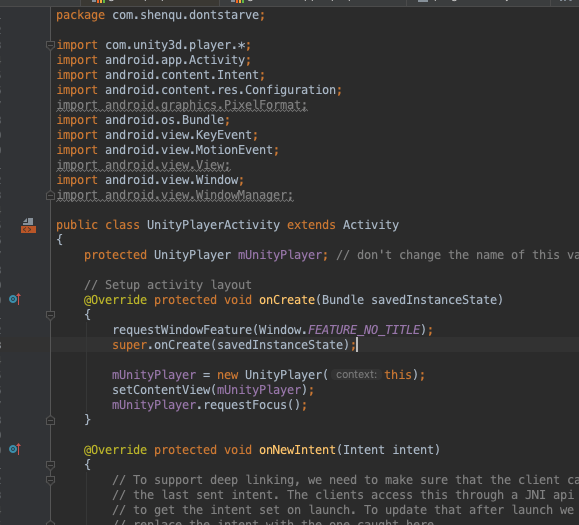 package com.shenqu.dontstarve;
import com.unity3d.player.*;
import android.app.Activity;
import android.content.Intent;
import android.content.res.Configuration;
import android.graphics.PixelFormat;
import android.os.Bundle;
import android.view.KeyEvent;
import android.view.MotionEvent;
import android.view.View;
import android.view.Window;
import android.view.WindowManager;
public class UnityPlayerActivity extends Activity
{
protected UnityPlayer mUnityPlayer; // don't change the name of this va
// Setup activity layout
@Override protected void onCreate(Bundle savedInstanceState)
{
requestWindowFeature(Window.FEATURE_NO_TITLE);
super.onCreate(savedInstanceState);
mUnityPlayer = new UnityPlayer( context: this);
setContentView(mUnityPlayer);
mUnityPlayer.requestFocus();
}
@Override protected void onNewIntent(Intent intent)
{
// To support deep linking, we need to make sure that the client ca
// the last sent intent. The clients access this through a JNI api
// to get the intent set on launch. To update that after launch we
// replace the intent with the one caught here